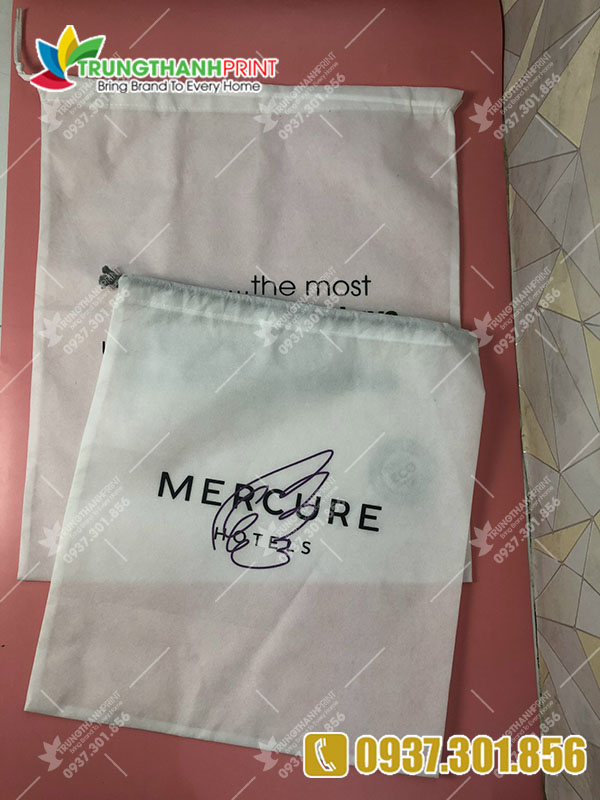 TRUNGTHANHPRINT
Bring Brand To Every Home
...the most
MERCURE
HOTELS
0937.301.856